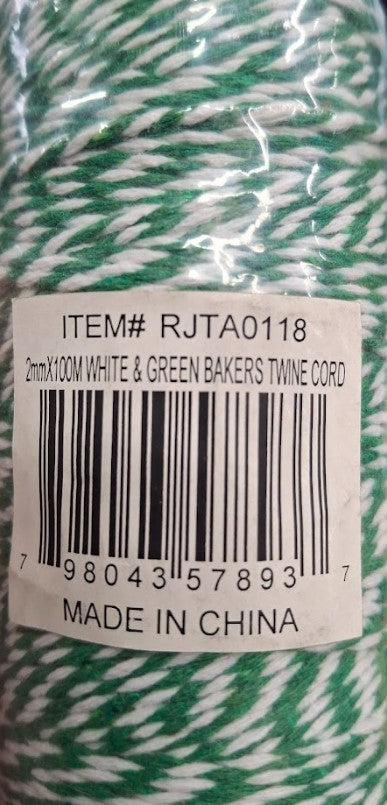 ITEM# RJTA0118
2mmX100M WHITE & GREEN BAKERS TWINE CORD
7 98043 57893 7
MADE IN CHINA